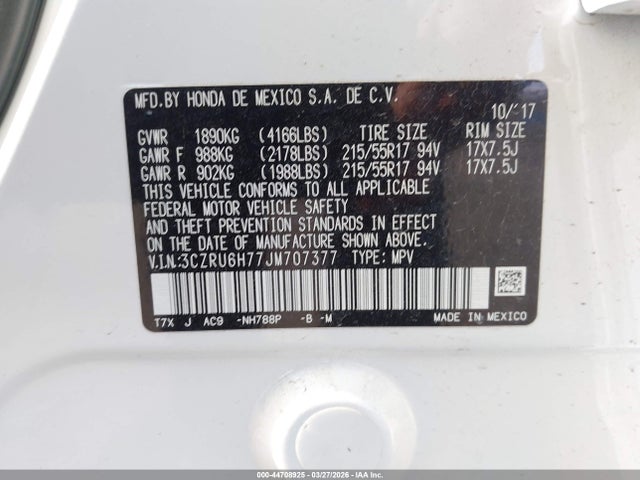 MFD.BY HONDA DE MEXICO S.A. DE C.V.
10/'17
GVWR 1890KG (4166LBS) TIRE SIZE RIM SIZE
GAWR F 988KG (2178LBS) 215/55R17 94V 17X7.5J
GAWR R 902KG (1988LBS) 215/55R17 94V 17X7.5J
THIS VEHICLE CONFORMS TO ALL APPLICABLE
FEDERAL MOTOR VEHICLE SAFETY
AND THEFT PREVENTION STANDARDS IN EFFECT
ON THE DATE OF MANUFACTURE SHOWN ABOVE.
V.I.N:3CZRU6H77JM707377 TYPE: MPV
T7X J AC9 -NH788P -B -M MADE IN MEXICO
000-44708925 | 03/27/2026 | IAAI.COM